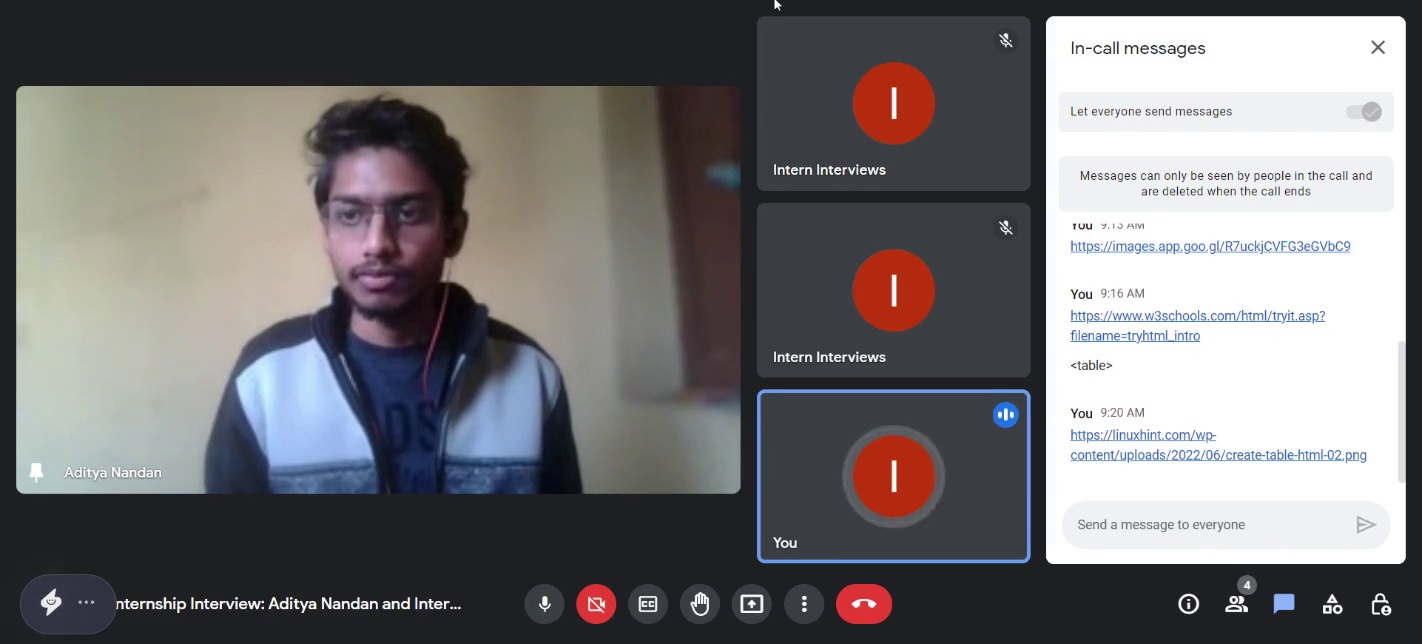 Aditya Nandan
I
Intern Interviews
I
Intern Interviews
I
You
In-call messages
Let everyone send messages
Messages can only be seen by people in the call and
are deleted when the call ends
You 9:13 AM
https://images.app.goo.gl/R7uckjCVFG3eGVbC9
You 9:16 AM
https://www.w3schools.com/html/tryit.asp?
filename=tryhtml_intro
<table>
You 9:20 AM
https://linuxhint.com/wp-
content/uploads/2022/06/create-table-html-02.png
Send a message to everyone
nternship Interview: Aditya Nandan and Inter...
CC
4